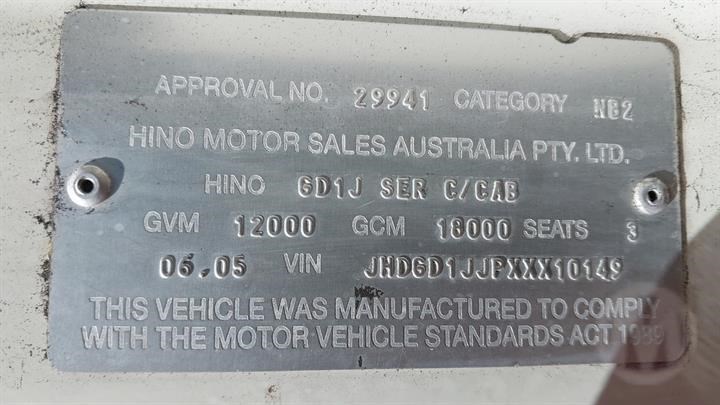 APPROVAL NO. 29941 CATEGORY NB2
HINO MOTOR SALES AUSTRALIA PTY. LTD.
HINO GD1J SER C/CAB
GVM 12000 GCM 18000 SEATS 3
06.05 VIN JHDGD1JJPXXX10149
THIS VEHICLE WAS MANUFACTURED TO COMPLY
WITH THE MOTOR VEHICLE STANDARDS ACT 1989